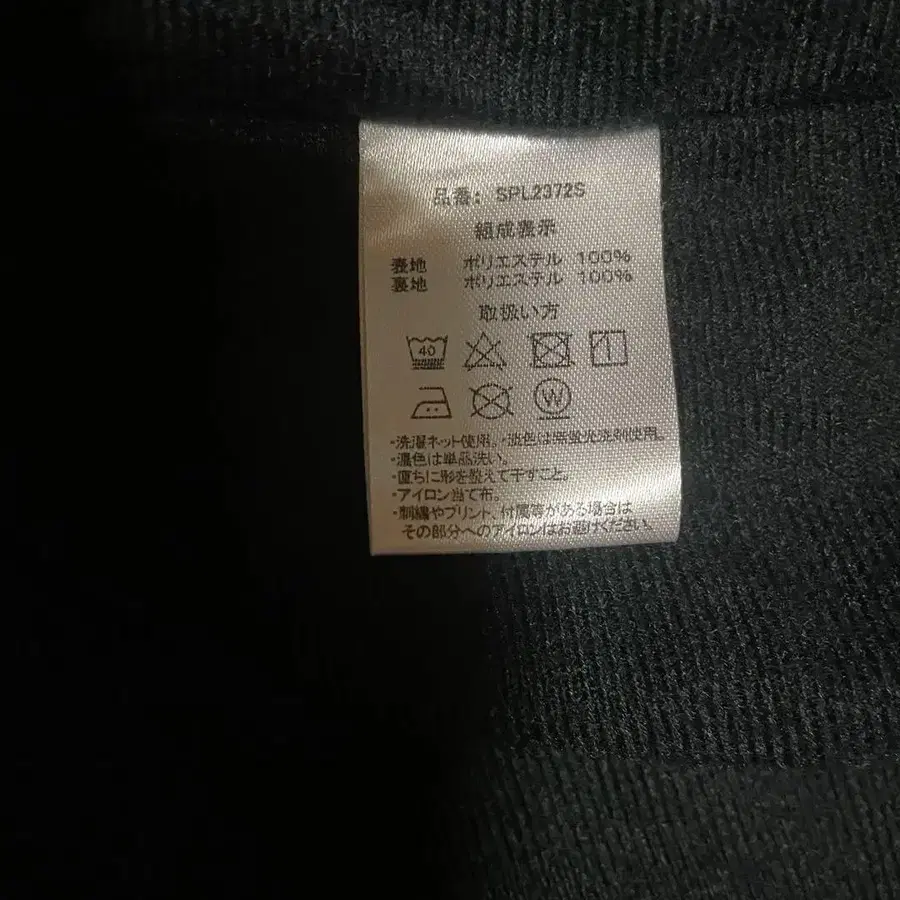 品番: SPL2372S
組成表示
表地 ポリエステル 100%
裏地 ポリエステル 100%
取扱い方
40
W
・洗濯ネット使用。・淡色は無蛍光洗剤使用。
・濃色は単品洗い。
・直ちに形を整えて干すこと。
・アイロン当て布。
・刺繍やプリント、付属等がある場合は
その部分へのアイロンはお避けください。